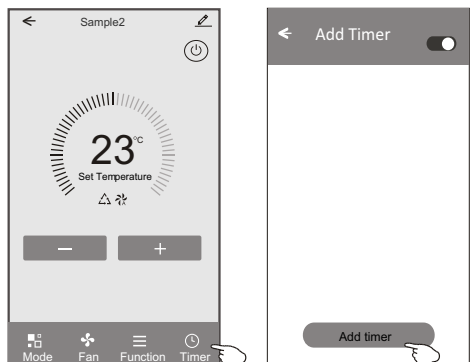 Sample2
23°C
Set Temperature
Mode Fan Function Timer
Add Timer
Add timer